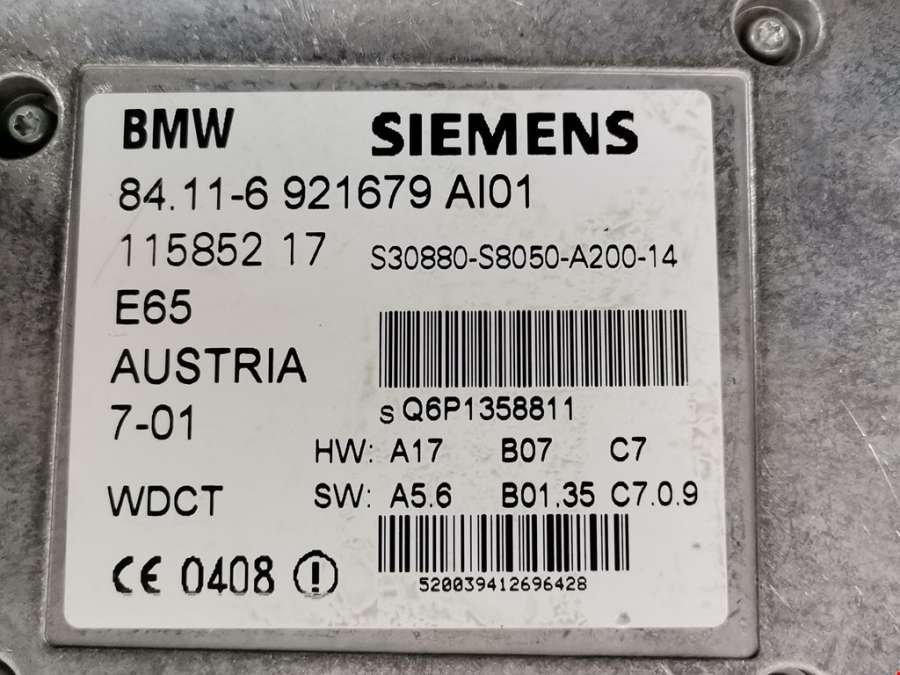 BMW SIEMENS
84.11-6 921679 AI01
115852 17 S30880-S8050-A200-14
E65
AUSTRIA
7-01
S Q6P1358811
HW: A17 B07 C7
WDCT SW: A5.6 B01.35 C7.0.9
CE 0408
520039412696428